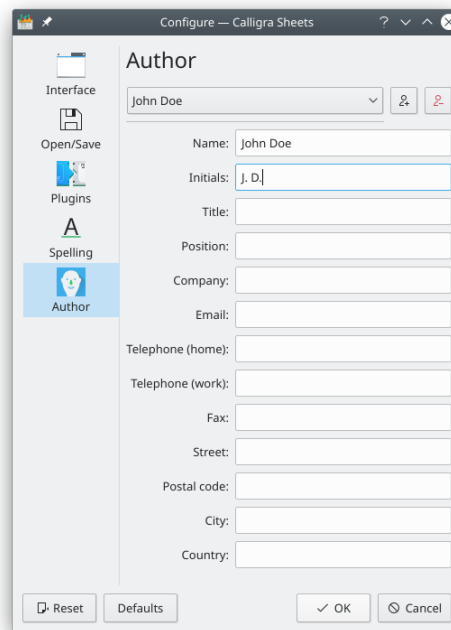 Configure — Calligra Sheets
Author
Interface
Open/Save
Plugins
Spelling
Author
John Doe
Name: John Doe
Initials: J. D.
Title:
Position:
Company:
Email:
Telephone (home):
Telephone (work):
Fax:
Street:
Postal code:
City:
Country:
Reset Defaults OK Cancel